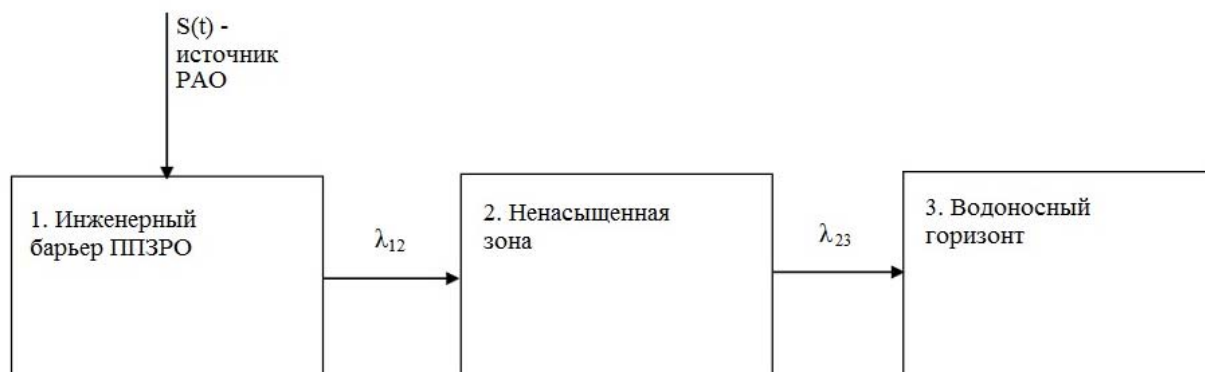 S(t) -
источник
РАО
1. Инженерный
барьер ППЗРО
λ12
2. Ненасыщенная
зона
λ23
3. Водоносный
горизонт